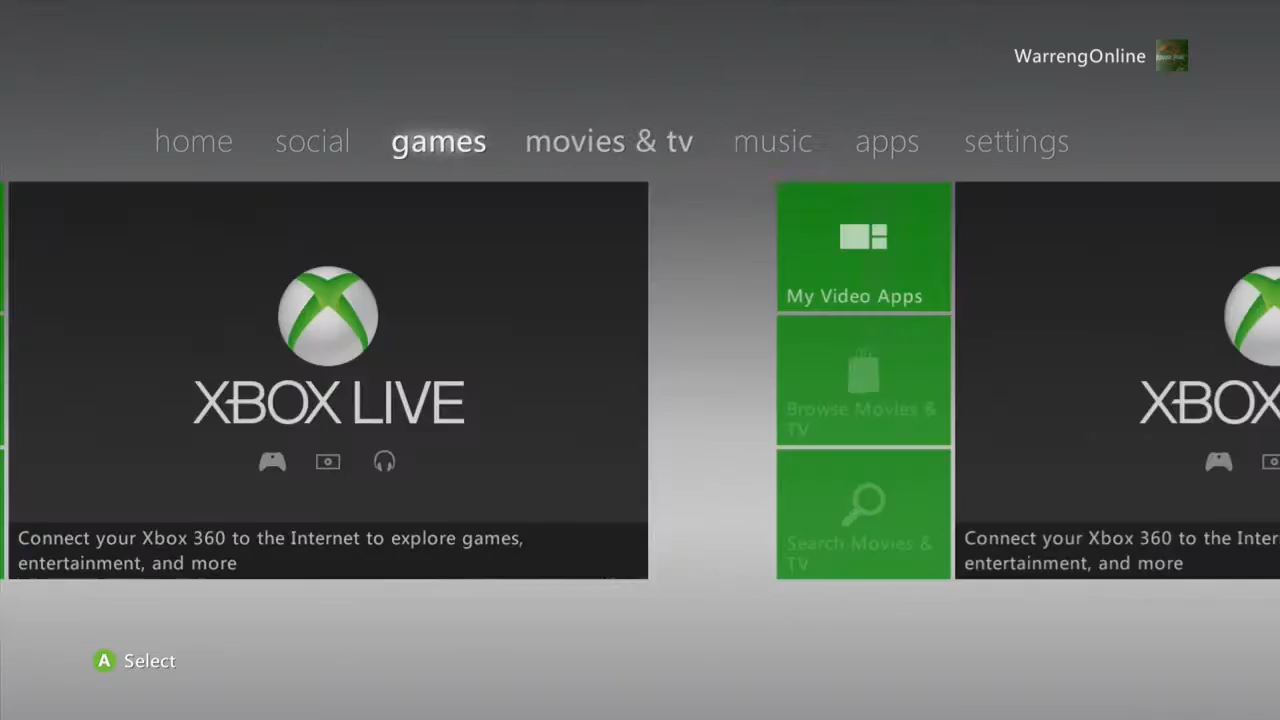 WarrengOnline
home social games movies & tv music apps settings
XBOX LIVE
Connect your Xbox 360 to the Internet to explore games,
entertainment, and more
My Video Apps
Browse Movies &
TV
Search Movies &
TV
XBOX
Connect your Xbox 360 to the Inter
entertainment, and more
A Select